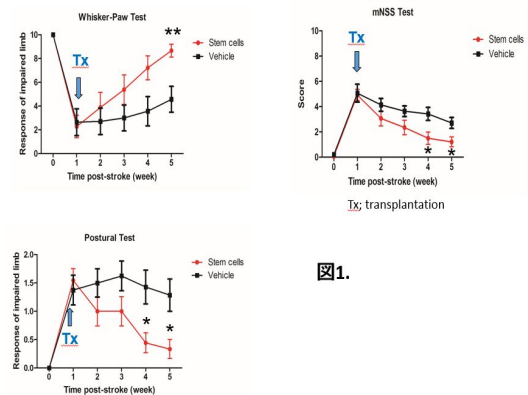 Whisker-Paw Test
Response of impaired limb
10
8
6
4
2
0
0 1 2 3 4 5
Time post-stroke (week)
Tx
**
Stem cells
Vehicle
mNSS Test
Score
10
8
6
4
2
0
0 1 2 3 4 5
Time post-stroke (week)
Tx
* *
Stem cells
Vehicle
Tx; transplantation
Postural Test
Response of impaired limb
2.0
1.5
1.0
0.5
0.0
0 1 2 3 4 5
Time post-stroke (week)
Tx
* *
Stem cells
Vehicle
図1.